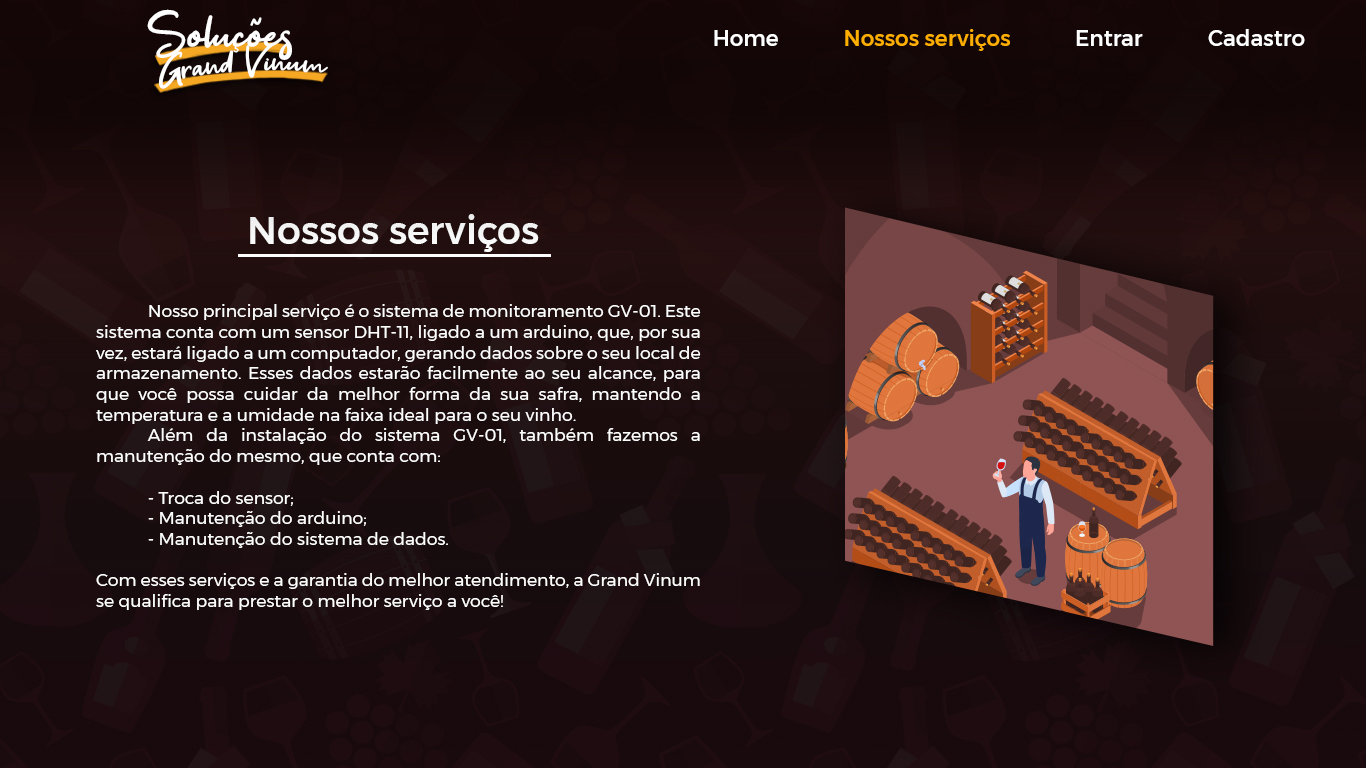 Soluções
Grand Vinum
Home
Nossos serviços
Entrar
Cadastro
Nossos serviços
Nosso principal serviço é o sistema de monitoramento GV-01. Este
sistema conta com um sensor DHT-11, ligado a um arduino, que, por sua
vez, estará ligado a um computador, gerando dados sobre o seu local de
armazenamento. Esses dados estarão facilmente ao seu alcance, para
que você possa cuidar da melhor forma da sua safra, mantendo a
temperatura e a umidade na faixa ideal para o seu vinho.
Além da instalação do sistema GV-01, também fazemos a
manutenção do mesmo, que conta com:
- Troca do sensor;
- Manutenção do arduino;
- Manutenção do sistema de dados.
Com esses serviços e a garantia do melhor atendimento, a Grand Vinum
se qualifica para prestar o melhor serviço a você!